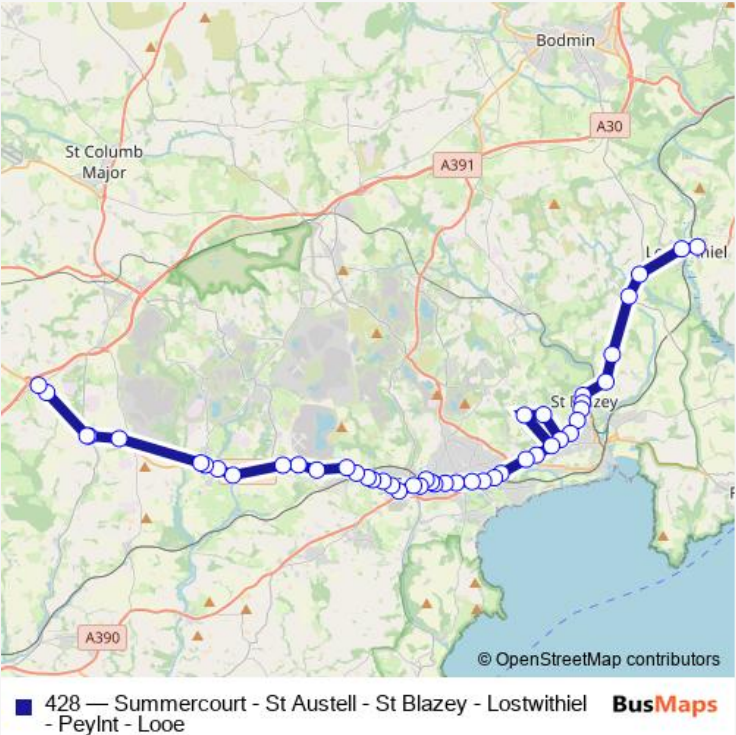 Bodmin
A30
St Columb
Major
A391
St
A390
© OpenStreetMap contributors
428 — Summercourt - St Austell - St Blazey - Lostwithiel
- Peylnt - Looe
BusMaps